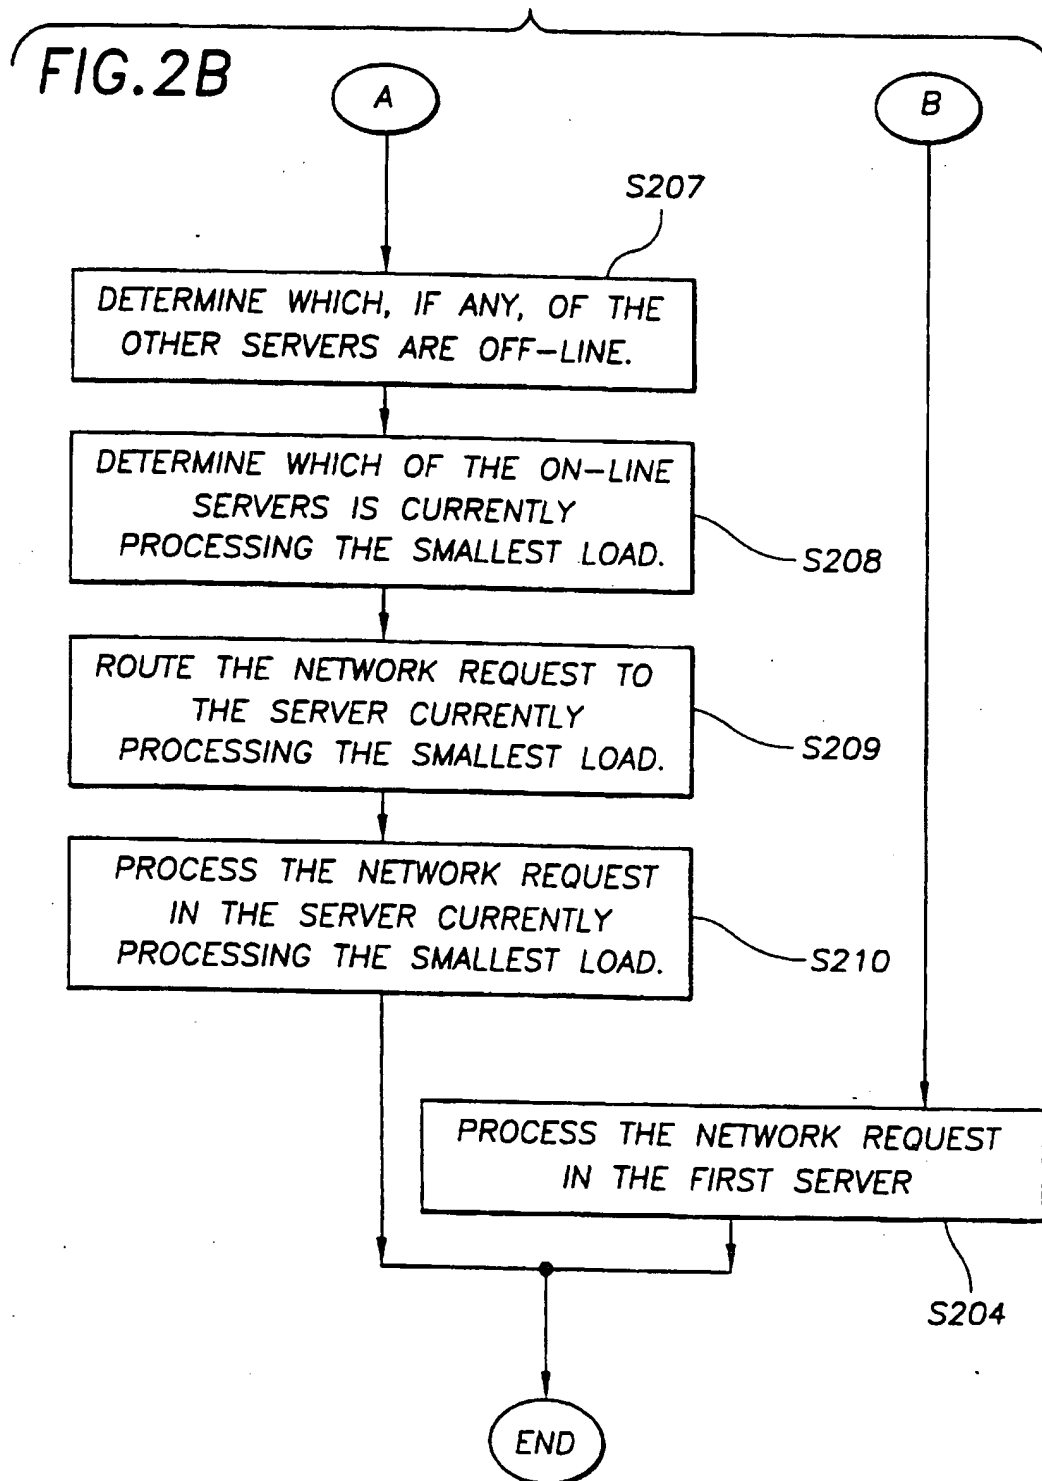 FIG.2B
A
B
S207
DETERMINE WHICH, IF ANY, OF THE
OTHER SERVERS ARE OFF-LINE.
DETERMINE WHICH OF THE ON-LINE
SERVERS IS CURRENTLY
PROCESSING THE SMALLEST LOAD.
S208
ROUTE THE NETWORK REQUEST TO
THE SERVER CURRENTLY
PROCESSING THE SMALLEST LOAD.
S209
PROCESS THE NETWORK REQUEST
IN THE SERVER CURRENTLY
PROCESSING THE SMALLEST LOAD.
S210
PROCESS THE NETWORK REQUEST
IN THE FIRST SERVER
S204
END